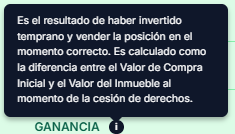 Es el resultado de haber invertido
temprano y vender la posición en el
momento correcto. Es calculado como
la diferencia entre el Valor de Compra
Inicial y el Valor del Inmueble al
momento de la cesión de derechos.
GANANCIA i